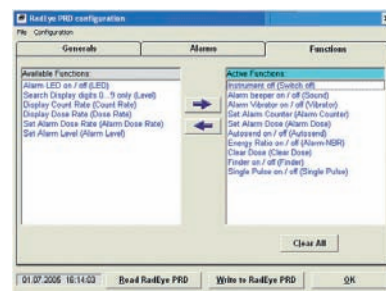 RadEye PRD configuration
File Configuration
Generals Alarms Functions
Available Functions:
Alarm LED on / off (LED)
Search Display digits 0...9 only (Level)
Display Count Rate (Count Rate)
Display Dose Rate (Dose Rate)
Set Alarm Dose Rate (Alarm Dose Rate)
Set Alarm Level (Alarm Level)
Active Functions:
Instrument off (Switch off)
Alarm beeper on / off (Sound)
Alarm Vibrator on / off (Vibrator)
Set Alarm Counter (Alarm Counter)
Set Alarm Dose (Alarm Dose)
Autosend on / off (Autosend)
Energy Ratio on / off (Alarm-NBR)
Clear Dose (Clear Dose)
Finder on / off (Finder)
Single Pulse on / off (Single Pulse)
Clear All
01.07.2005 16:14:03 Read RadEye PRD Write to RadEye PRD OK